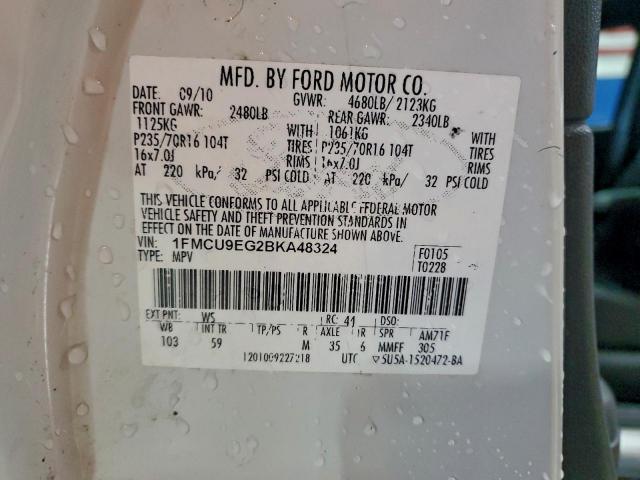 MFD. BY FORD MOTOR CO.
DATE: 09/10 GVWR: 4680LB/ 2123KG
FRONT GAWR: 2480LB REAR GAWR: 2340LB
1125KG WITH 1061KG WITH
P235/70R16 104T TIRES P235/70R16 104T TIRES
16x7.0J RIMS 16x7.0J RIMS
AT 220 kPa/ 32 PSI COLD AT 220 kPa/ 32 PSI COLD
THIS VEHICLE CONFORMS TO ALL APPLICABLE FEDERAL MOTOR
VEHICLE SAFETY AND THEFT PREVENTION STANDARDS IN
EFFECT ON THE DATE OF MANUFACTURE SHOWN ABOVE.
VIN: 1FMCU9EG2BKA48324 F0105
TYPE: MPV T0228
EXT PNT: WS RC: 41 DSO:
WB INT TR TP/PS R AXLE TR SPR AM71F
103 59 M 35 6 MMFF 305
1201009227218 UTC 5U5A-1520472-BA